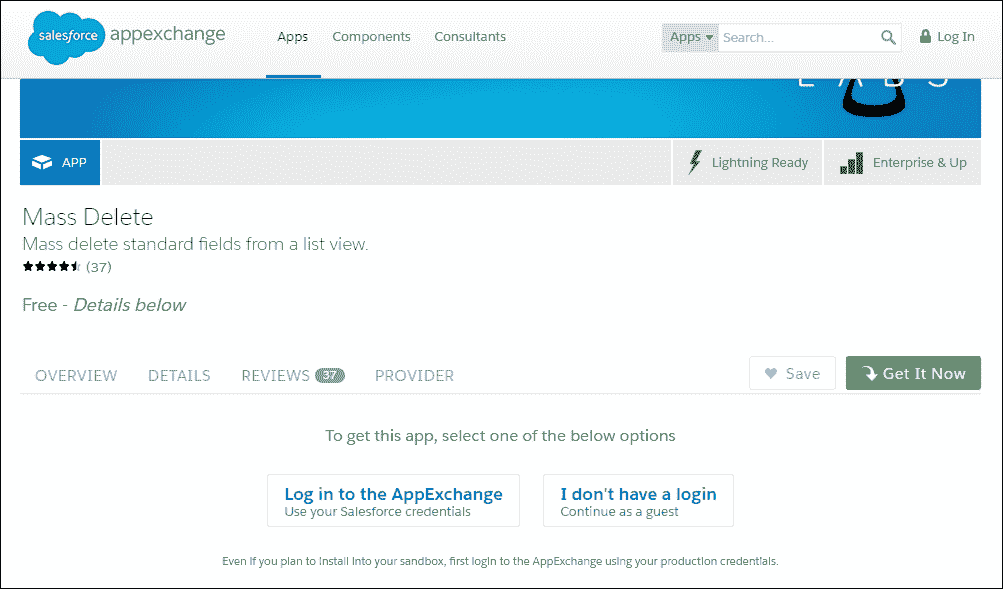 salesforce appexchange Apps Components Consultants Apps Search... Log In
L A B S
APP Lightning Ready Enterprise & Up
Mass Delete
Mass delete standard fields from a list view.
(37)
Free - Details below
OVERVIEW DETAILS REVIEWS 37 PROVIDER Save Get It Now
To get this app, select one of the below options
Log in to the AppExchange I don't have a login
Use your Salesforce credentials Continue as a guest
Even if you plan to install into your sandbox, first login to the AppExchange using your production credentials.